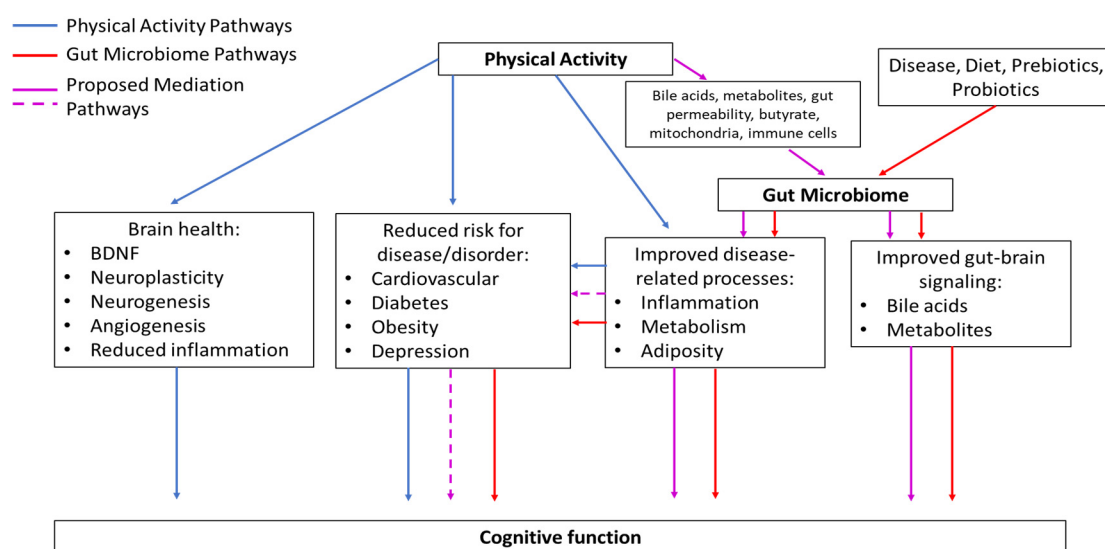 Physical Activity Pathways
Gut Microbiome Pathways
Proposed Mediation
Pathways
Physical Activity
Disease, Diet, Prebiotics,
Probiotics
Bile acids, metabolites, gut
permeability, butyrate,
mitochondria, immune cells
Gut Microbiome
Brain health:
• BDNF
• Neuroplasticity
• Neurogenesis
• Angiogenesis
• Reduced inflammation
Reduced risk for
disease/disorder:
• Cardiovascular
• Diabetes
• Obesity
• Depression
Improved disease-
related processes:
• Inflammation
• Metabolism
• Adiposity
Improved gut-brain
signaling:
• Bile acids
• Metabolites
Cognitive function